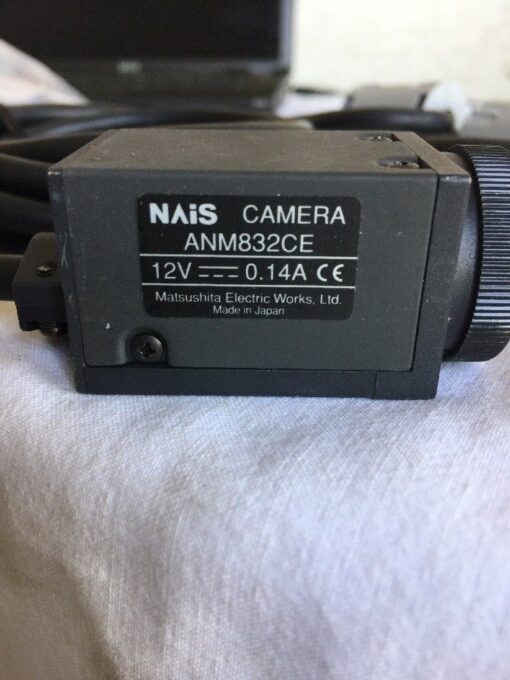 NAiS CAMERA
ANM832CE
12V ⎓ 0.14A CE
Matsushita Electric Works, Ltd.
Made in Japan